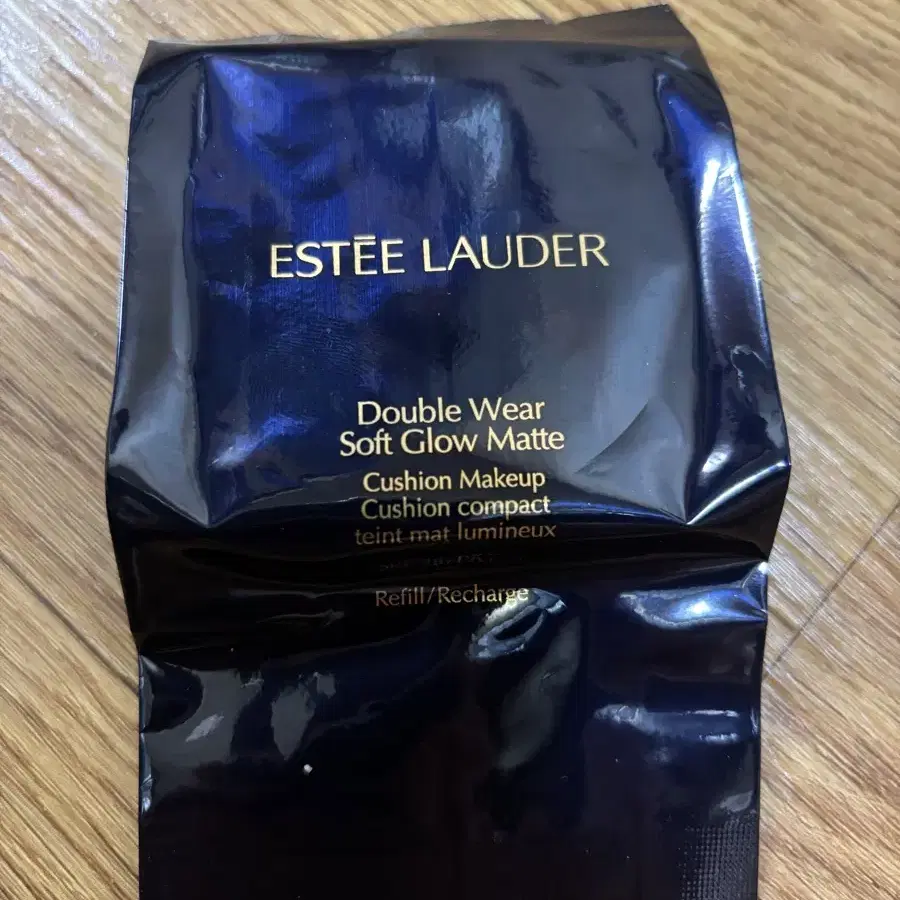 ESTĒE LAUDER
Double Wear
Soft Glow Matte
Cushion Makeup
Cushion compact
teint mat lumineux
Refill/Recharge